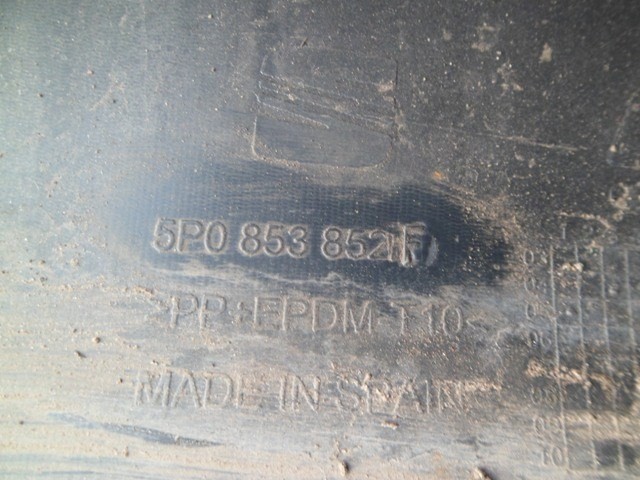 5P0 853 852 F
>PP+EPDM-T10<
MADE IN SPAIN